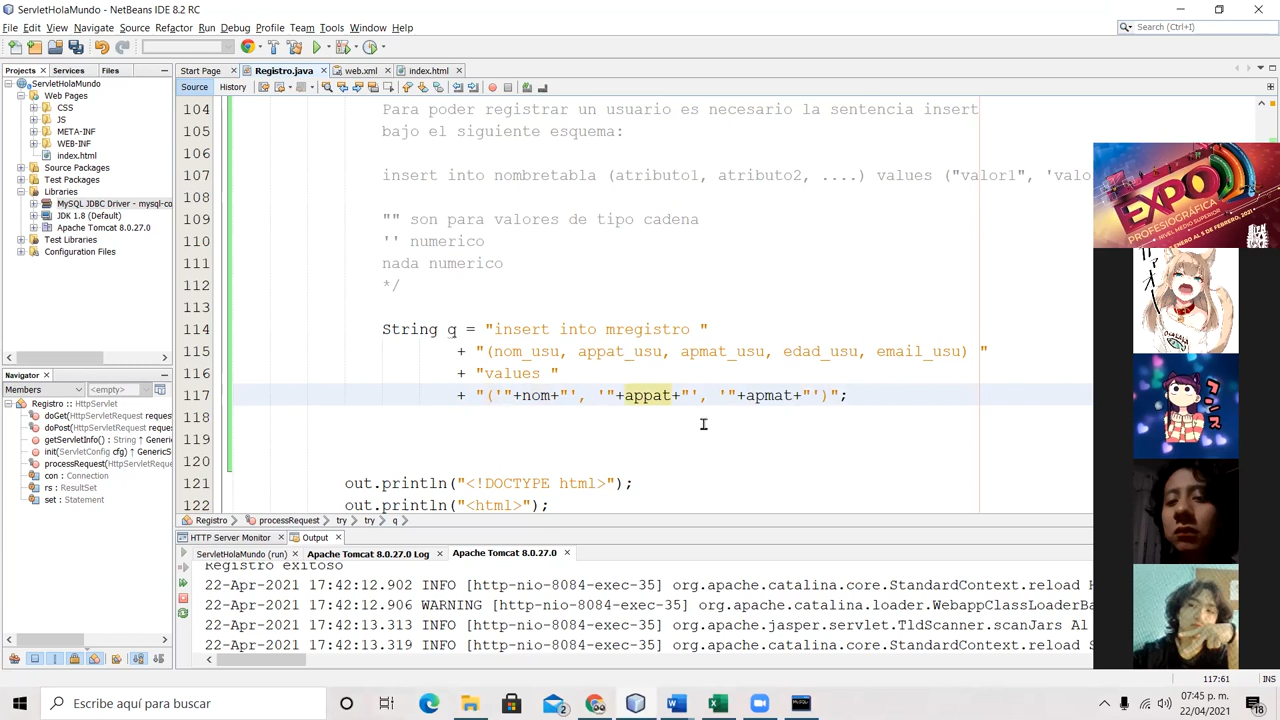 ServletHolaMundo - NetBeans IDE 8.2 RC
File Edit View Navigate Source Refactor Run Debug Profile Team Tools Window Help
Search (Ctrl+I)
Projects Services Files
Start Page Registro.java web.xml index.html
Source History
ServletHolaMundo
Web Pages
CSS
JS
META-INF
WEB-INF
index.html
Source Packages
Test Packages
Libraries
MySQL JDBC Driver - mysql-co
JDK 1.8 (Default)
Apache Tomcat 8.0.27.0
Test Libraries
Configuration Files
Navigator
Members <empty>
Registro :: HttpServlet
doGet(HttpServletRequest request
doPost(HttpServletRequest reques
getServletInfo() : String ↑ Generic
init(ServletConfig cfg) ↑ GenericS
processRequest(HttpServletReque
con : Connection
rs : ResultSet
set : Statement
104 Para poder registrar un usuario es necesario la sentencia insert
105 bajo el siguiente esquema:
106
107 insert into nombretabla (atributo1, atributo2, ....) values ("valor1", 'valo
108
109 "" son para valores de tipo cadena
110 '' numerico
111 nada numerico
112 */
113
114 String q = "insert into mregistro "
115 + "(nom_usu, appat_usu, apmat_usu, edad_usu, email_usu) "
116 + "values "
117 + "('"+nom+"', '"+appat+"', '"+apmat+"')";
118
119
120
121 out.println("<!DOCTYPE html>");
122 out.println("<html>");
Registro processRequest try try q
HTTP Server Monitor Output
ServletHolaMundo (run) Apache Tomcat 8.0.27.0 Log Apache Tomcat 8.0.27.0
Registro exitoso
22-Apr-2021 17:42:12.902 INFO [http-nio-8084-exec-35] org.apache.catalina.core.StandardContext.reload
22-Apr-2021 17:42:12.906 WARNING [http-nio-8084-exec-35] org.apache.catalina.loader.WebappClassLoaderBa
22-Apr-2021 17:42:13.313 INFO [http-nio-8084-exec-35] org.apache.jasper.servlet.TldScanner.scanJars Al
22-Apr-2021 17:42:13.319 INFO [http-nio-8084-exec-35] org.apache.catalina.core.StandardContext.reload
117:61 INS
EXPO
PROFESIOGRÁFICA
NIVEL MEDIO SUPERIOR
ENERO AL 5 DE FEBRERO, 2021
Escribe aquí para buscar
2
07:45 p. m.
22/04/2021
18